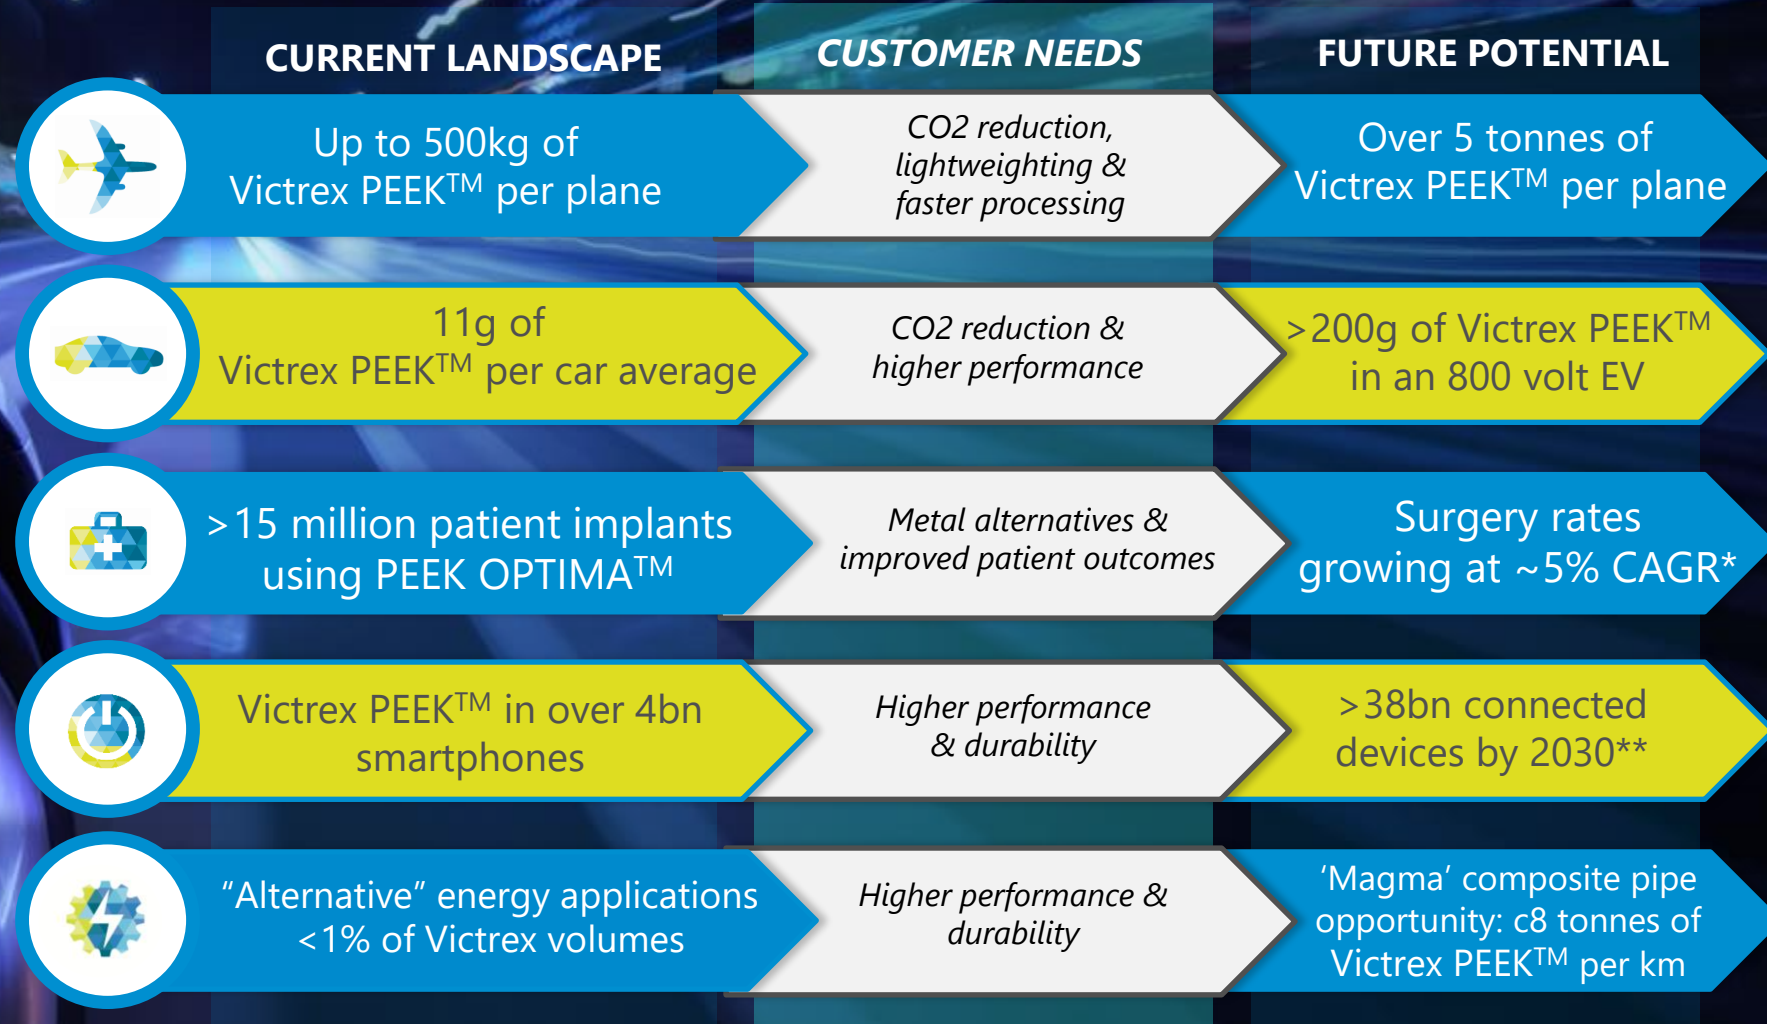 CURRENT LANDSCAPE
CUSTOMER NEEDS
FUTURE POTENTIAL
Up to 500kg of
Victrex PEEK™ per plane
CO2 reduction,
lightweighting &
faster processing
Over 5 tonnes of
Victrex PEEK™ per plane
11g of
Victrex PEEK™ per car average
CO2 reduction &
higher performance
>200g of Victrex PEEK™
in an 800 volt EV
>15 million patient implants
using PEEK OPTIMA™
Metal alternatives &
improved patient outcomes
Surgery rates
growing at ~5% CAGR*
Victrex PEEK™ in over 4bn
smartphones
Higher performance
& durability
>38bn connected
devices by 2030**
“Alternative” energy applications
<1% of Victrex volumes
Higher performance &
durability
‘Magma’ composite pipe
opportunity: c8 tonnes of
Victrex PEEK™ per km